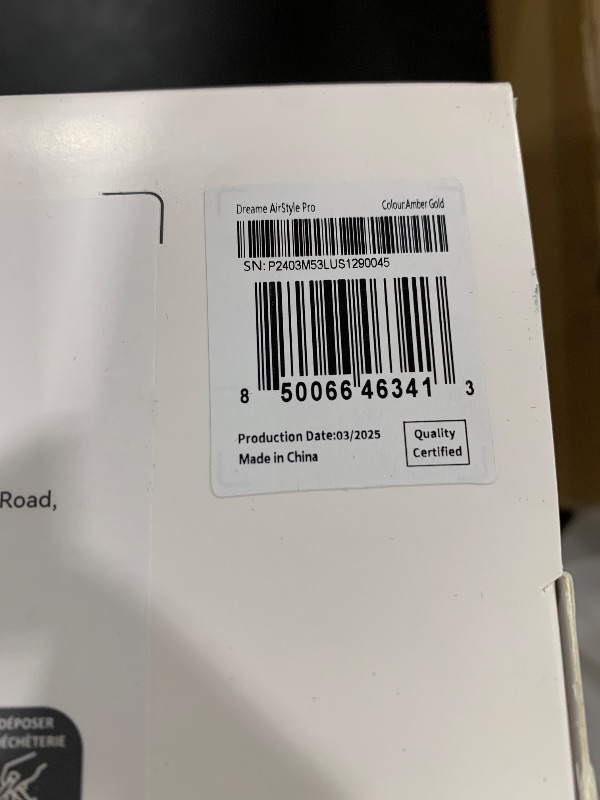 Dreame AirStyle Pro Colour:Amber Gold
SN: P2403M53LUS1290045
8 50066 46341 3
Production Date:03/2025
Made in China
Quality
Certified
Road,
DÉPOSER
ÉCHÈTERIE